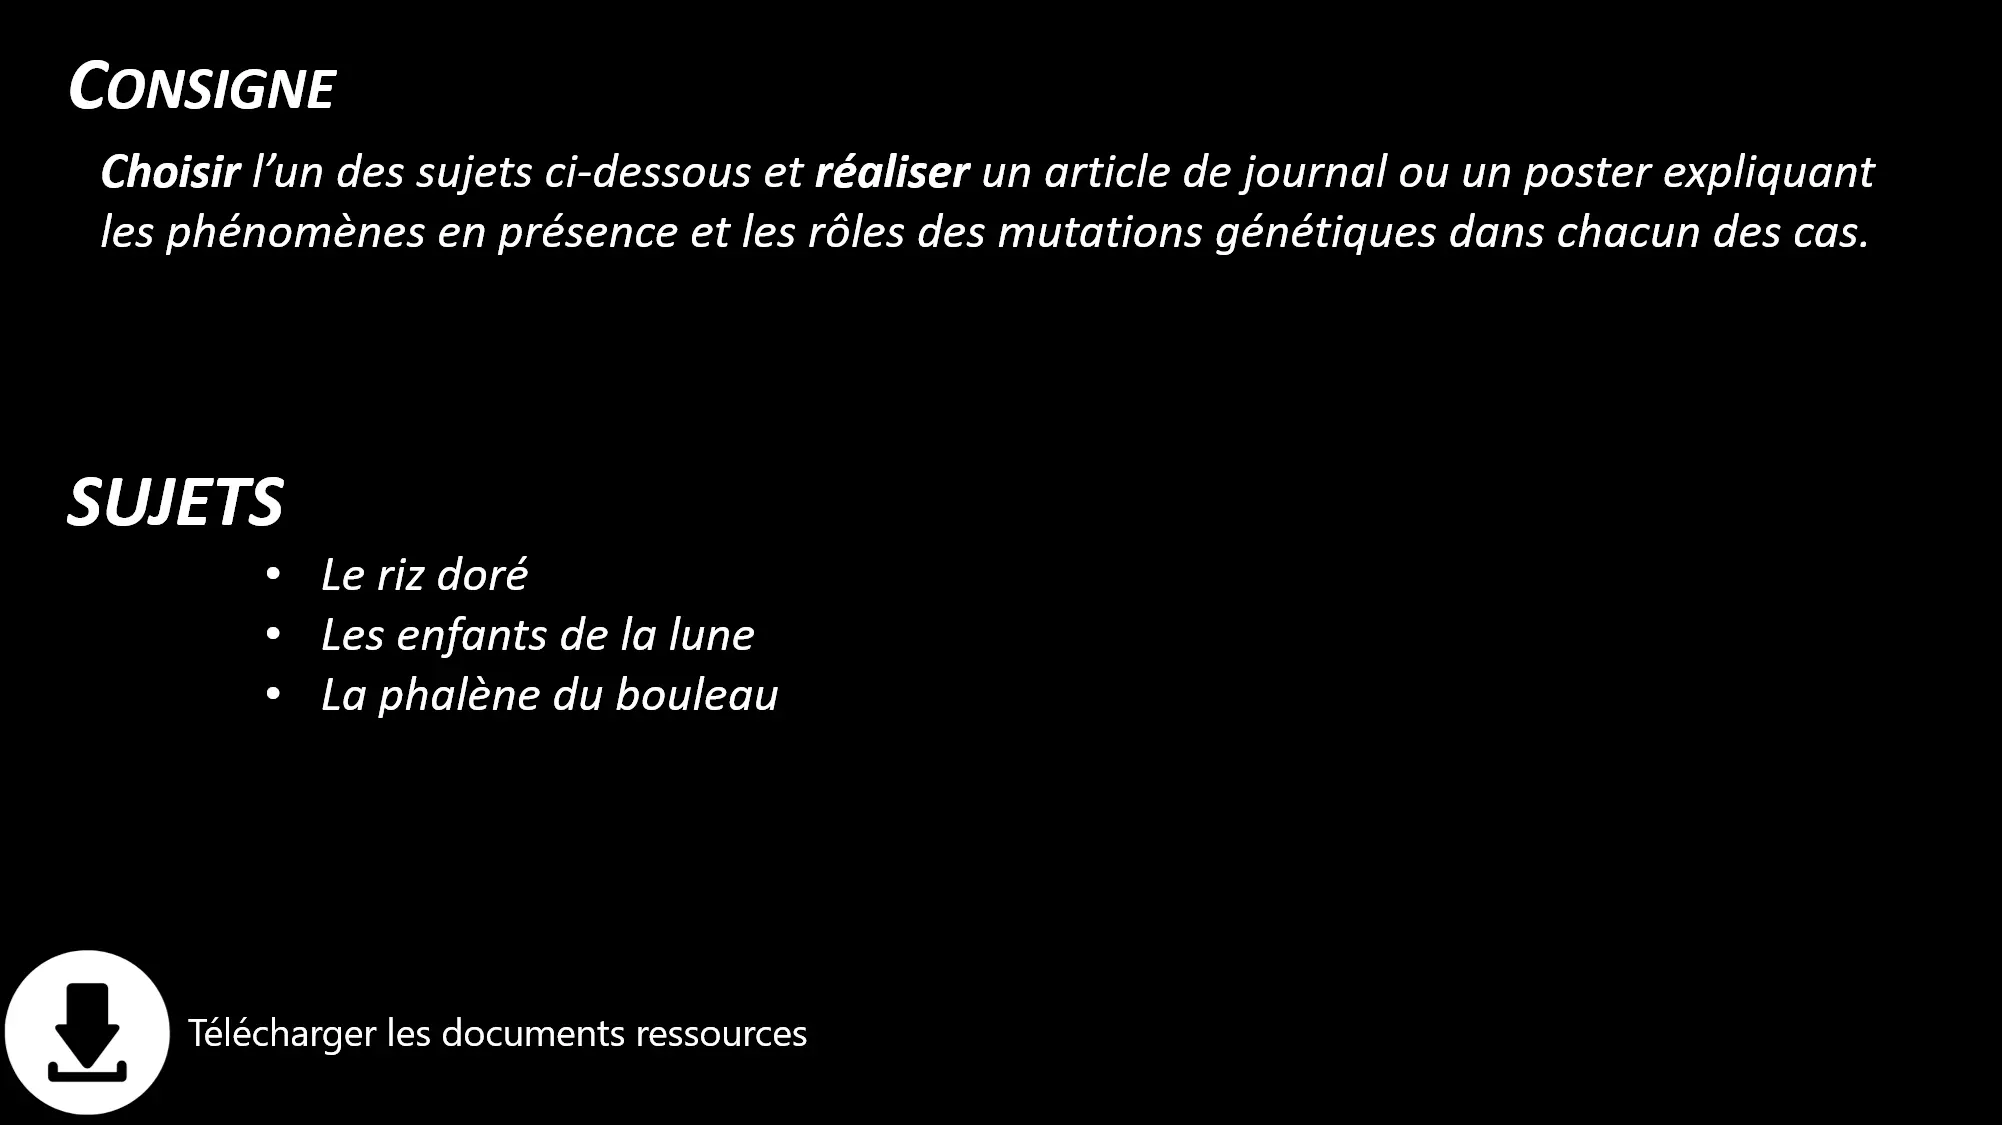 CONSIGNE
Choisir l’un des sujets ci-dessous et réaliser un article de journal ou un poster expliquant
les phénomènes en présence et les rôles des mutations génétiques dans chacun des cas.
SUJETS
• Le riz doré
• Les enfants de la lune
• La phalène du bouleau
Télécharger les documents ressources